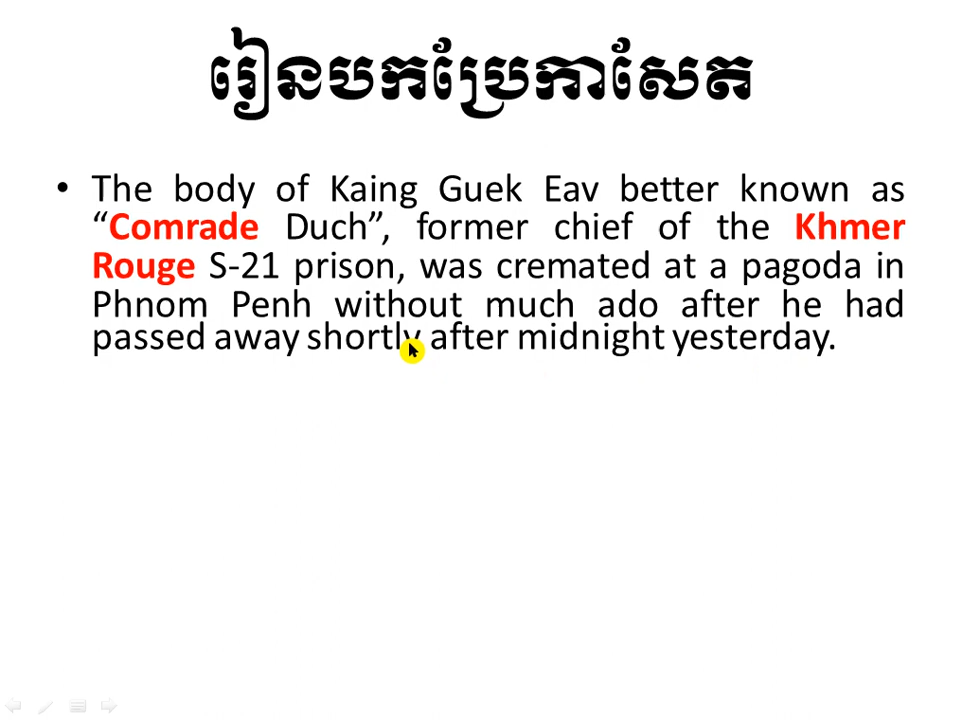 រៀនបកប្រែកាសែត
• The body of Kaing Guek Eav better known as
“Comrade Duch”, former chief of the Khmer
Rouge S-21 prison, was cremated at a pagoda in
Phnom Penh without much ado after he had
passed away shortly after midnight yesterday.